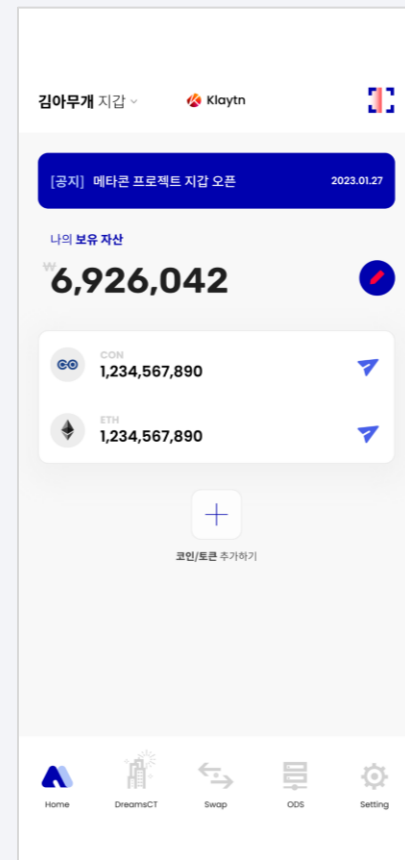 김아무개 지갑
Klaytn
[공지] 메타콘 프로젝트 지갑 오픈 2023.01.27
나의 보유 자산
₩6,926,042
CON
1,234,567,890
ETH
1,234,567,890
코인/토큰 추가하기
Home DreamsCT Swap ODS Setting